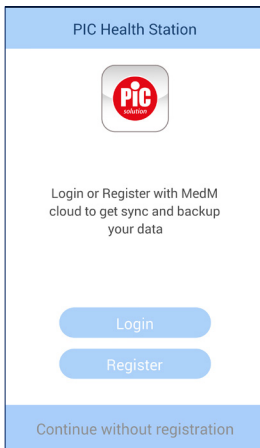 PIC Health Station
PiC
solution
Login or Register with MedM
cloud to get sync and backup
your data
Login
Register
Continue without registration